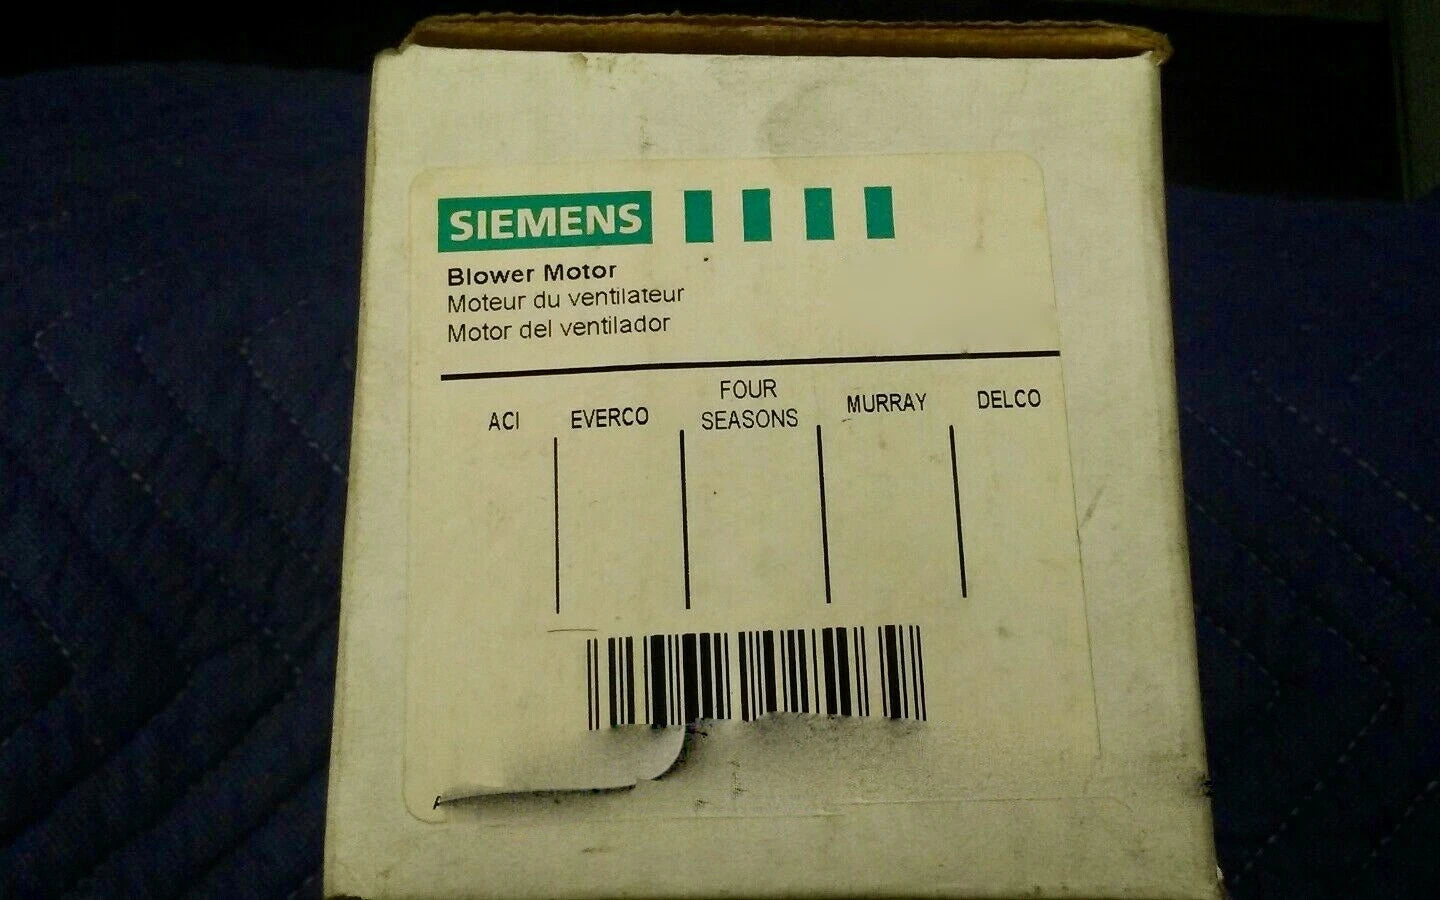 SIEMENS
Blower Motor
Moteur du ventilateur
Motor del ventilador
ACI EVERCO FOUR SEASONS MURRAY DELCO